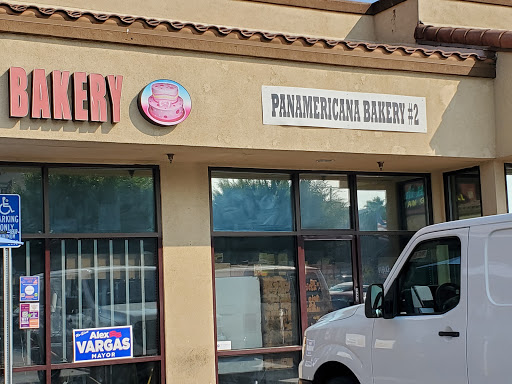 BAKERY
PANAMERICANA BAKERY #2
PARKING
ONLY
Alex
VARGAS
MAYOR